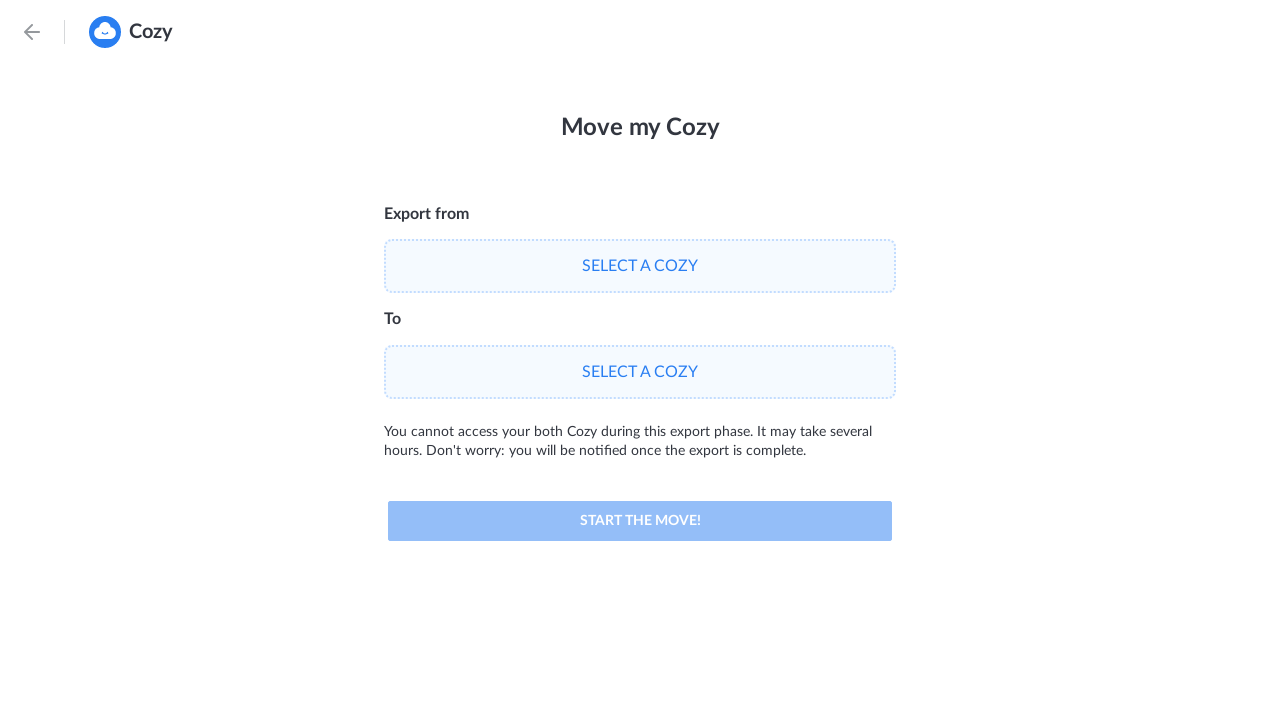 Cozy
Move my Cozy
Export from
SELECT A COZY
To
SELECT A COZY
You cannot access your both Cozy during this export phase. It may take several
hours. Don't worry: you will be notified once the export is complete.
START THE MOVE!